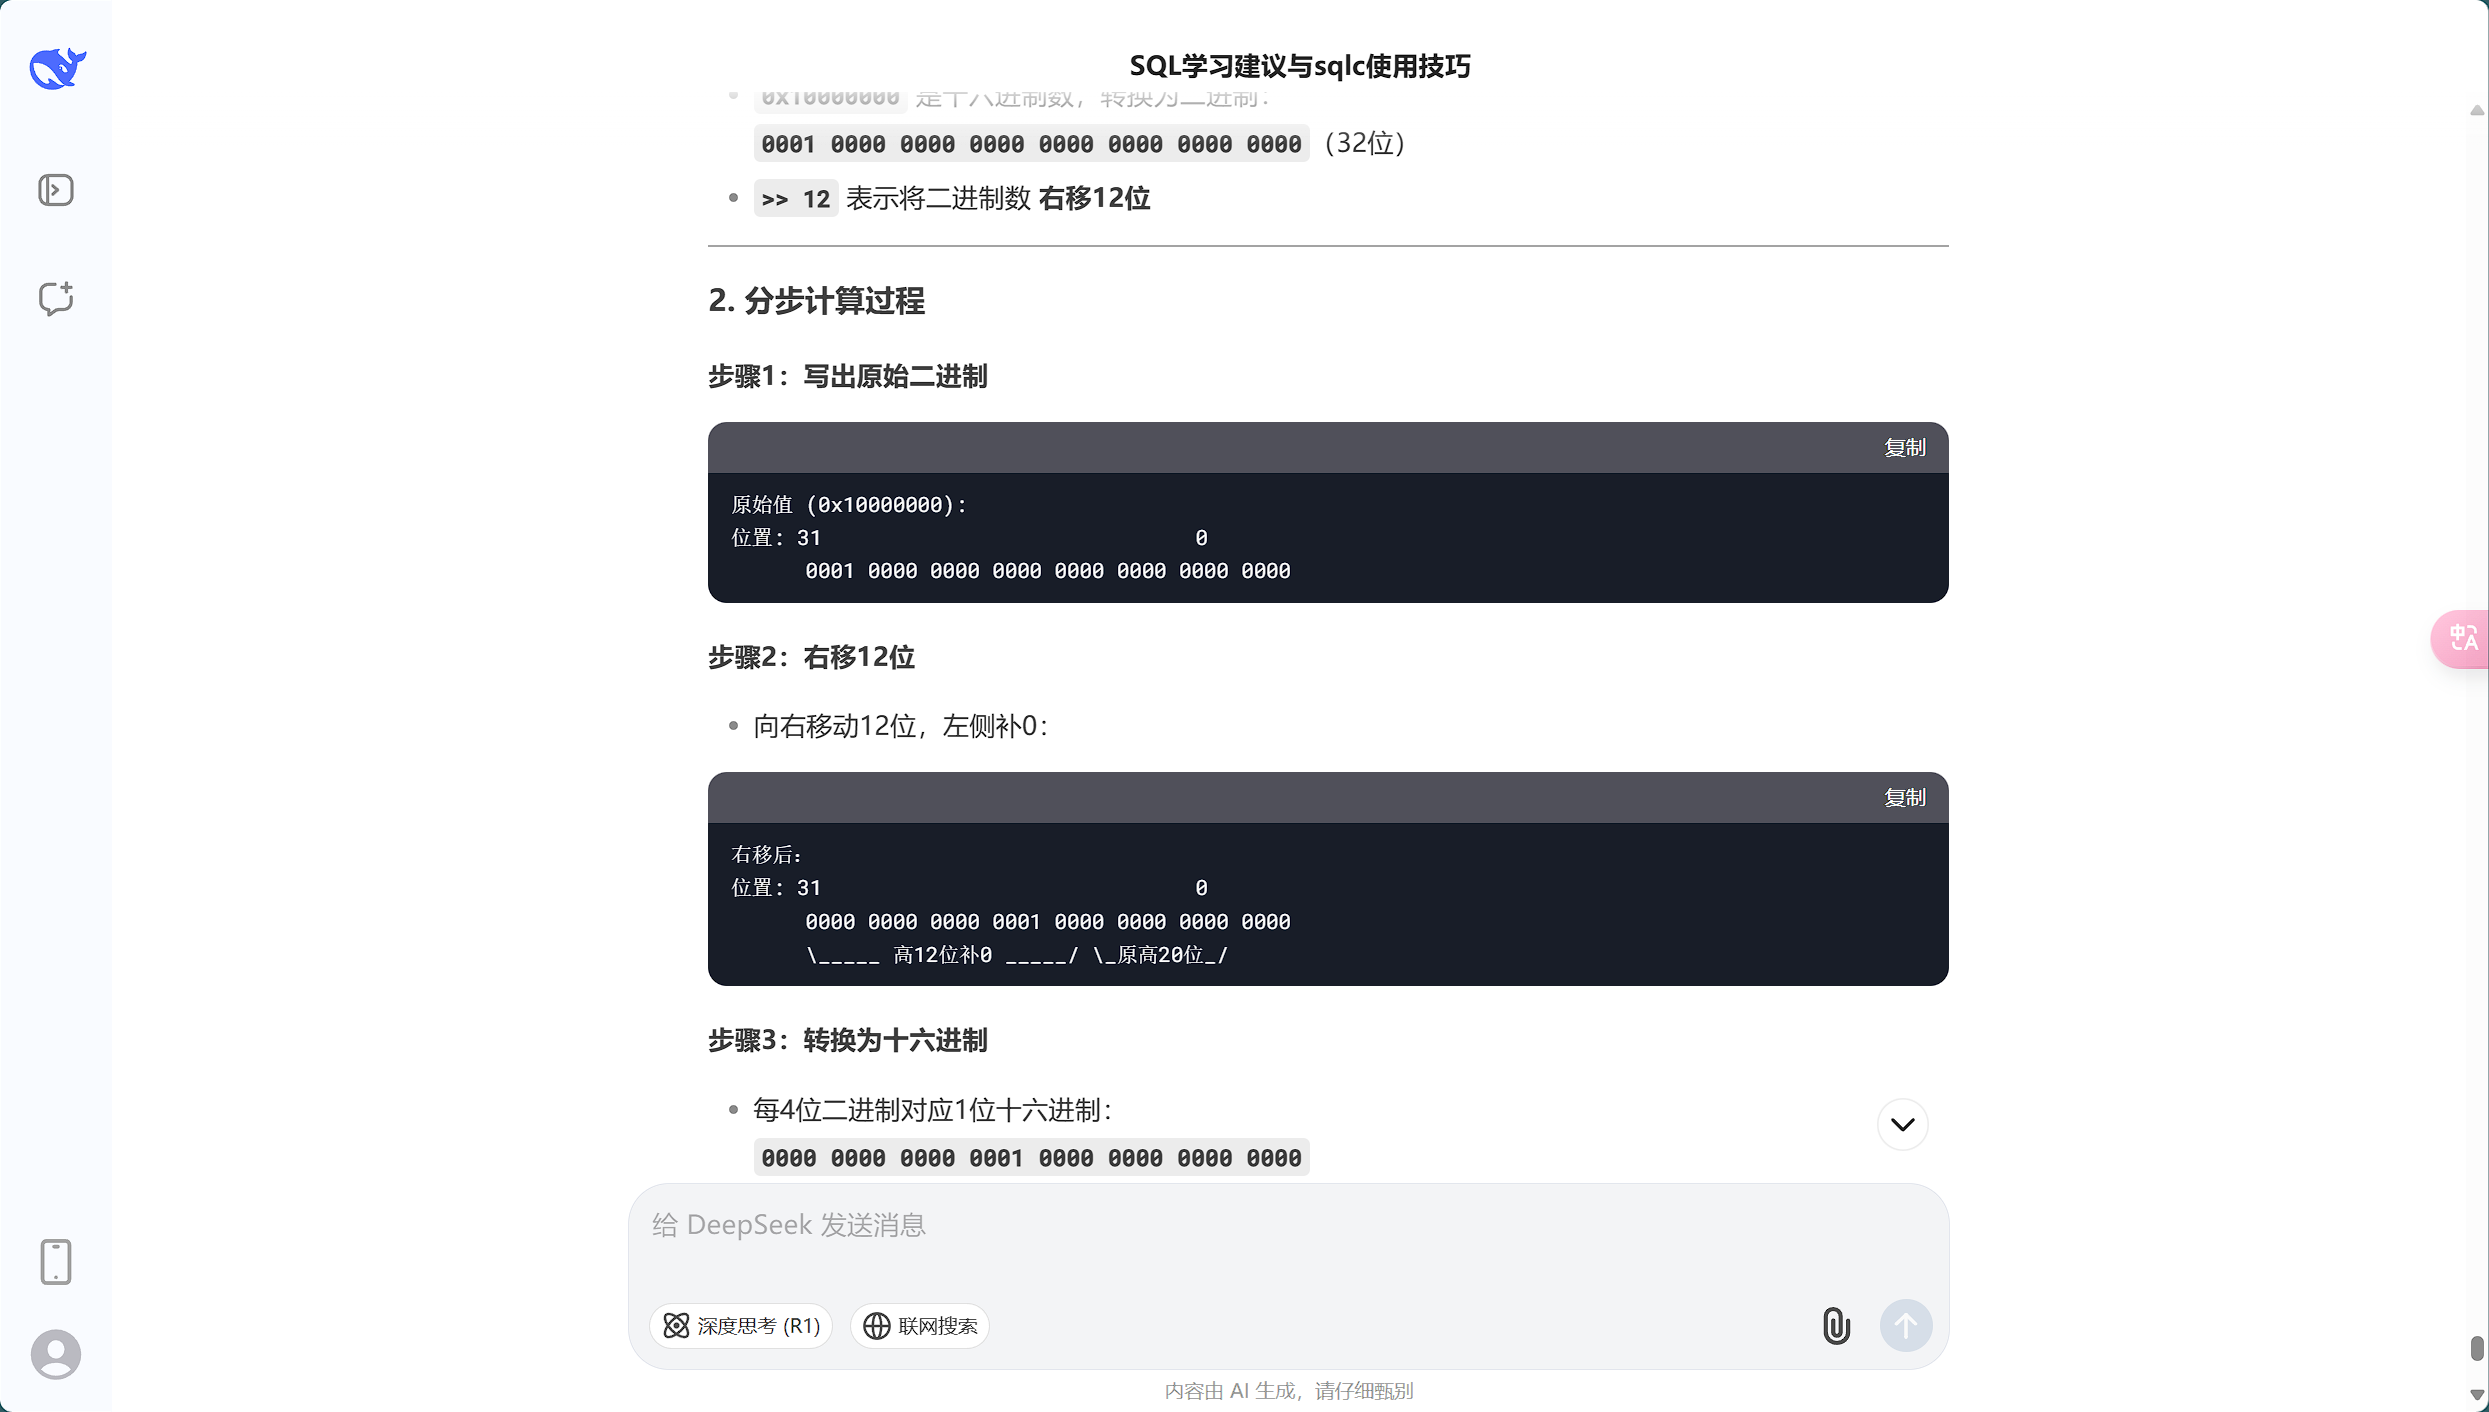 SQL学习建议与sqlc使用技巧
0x10000000 是十六进制数，转换为二进制：
0001 0000 0000 0000 0000 0000 0000 0000（32位）
>> 12 表示将二进制数 右移12位
2. 分步计算过程
步骤1：写出原始二进制
复制
原始值 (0x10000000)：
位置: 31 0
0001 0000 0000 0000 0000 0000 0000 0000
步骤2：右移12位
向右移动12位，左侧补0：
复制
右移后：
位置: 31 0
0000 0000 0000 0001 0000 0000 0000 0000
\_____ 高12位补0 _____/ \_原高20位_/
步骤3：转换为十六进制
每4位二进制对应1位十六进制：
0000 0000 0000 0001 0000 0000 0000 0000
给 DeepSeek 发送消息
深度思考 (R1) 联网搜索
内容由 AI 生成，请仔细甄别
中A